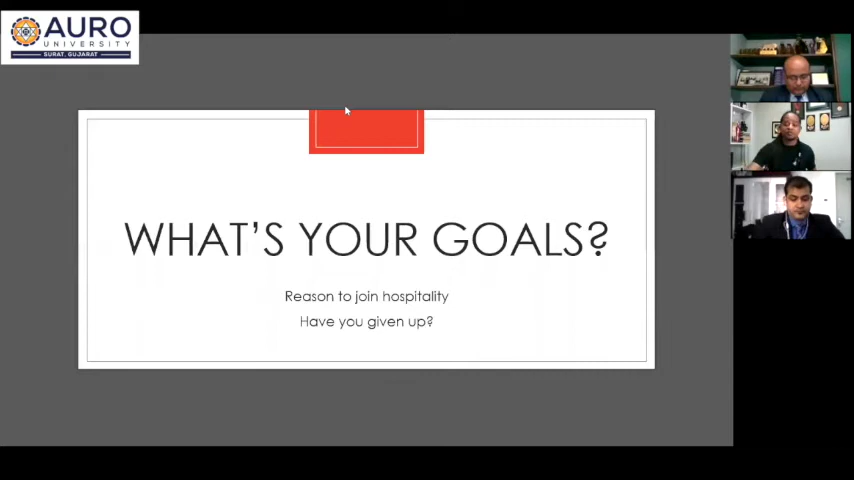 AURO
UNIVERSITY
SURAT, GUJARAT
WHAT'S YOUR GOALS?
Reason to join hospitality
Have you given up?